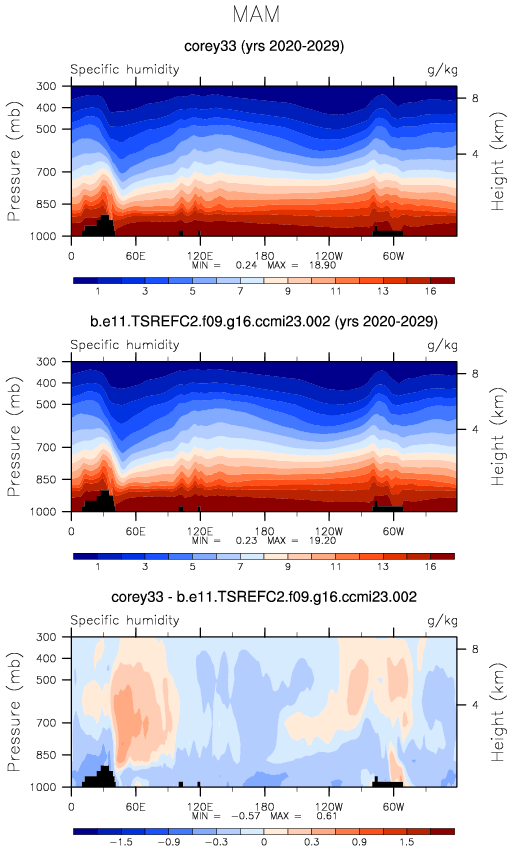 MAM
corey33 (yrs 2020-2029)
Specific humidity g/kg
300
400
500
700
850
1000
Pressure (mb)
8
4
Height (km)
0 60E 120E 180 120W 60W
MIN = 0.24 MAX = 18.90
1 3 5 7 9 11 13 16
b.e11.TSREFC2.f09.g16.ccmi23.002 (yrs 2020-2029)
Specific humidity g/kg
300
400
500
700
850
1000
Pressure (mb)
8
4
Height (km)
0 60E 120E 180 120W 60W
MIN = 0.23 MAX = 19.20
1 3 5 7 9 11 13 16
corey33 - b.e11.TSREFC2.f09.g16.ccmi23.002
Specific humidity g/kg
300
400
500
700
850
1000
Pressure (mb)
8
4
Height (km)
0 60E 120E 180 120W 60W
MIN = -0.57 MAX = 0.61
-1.5 -0.9 -0.3 0 0.3 0.9 1.5